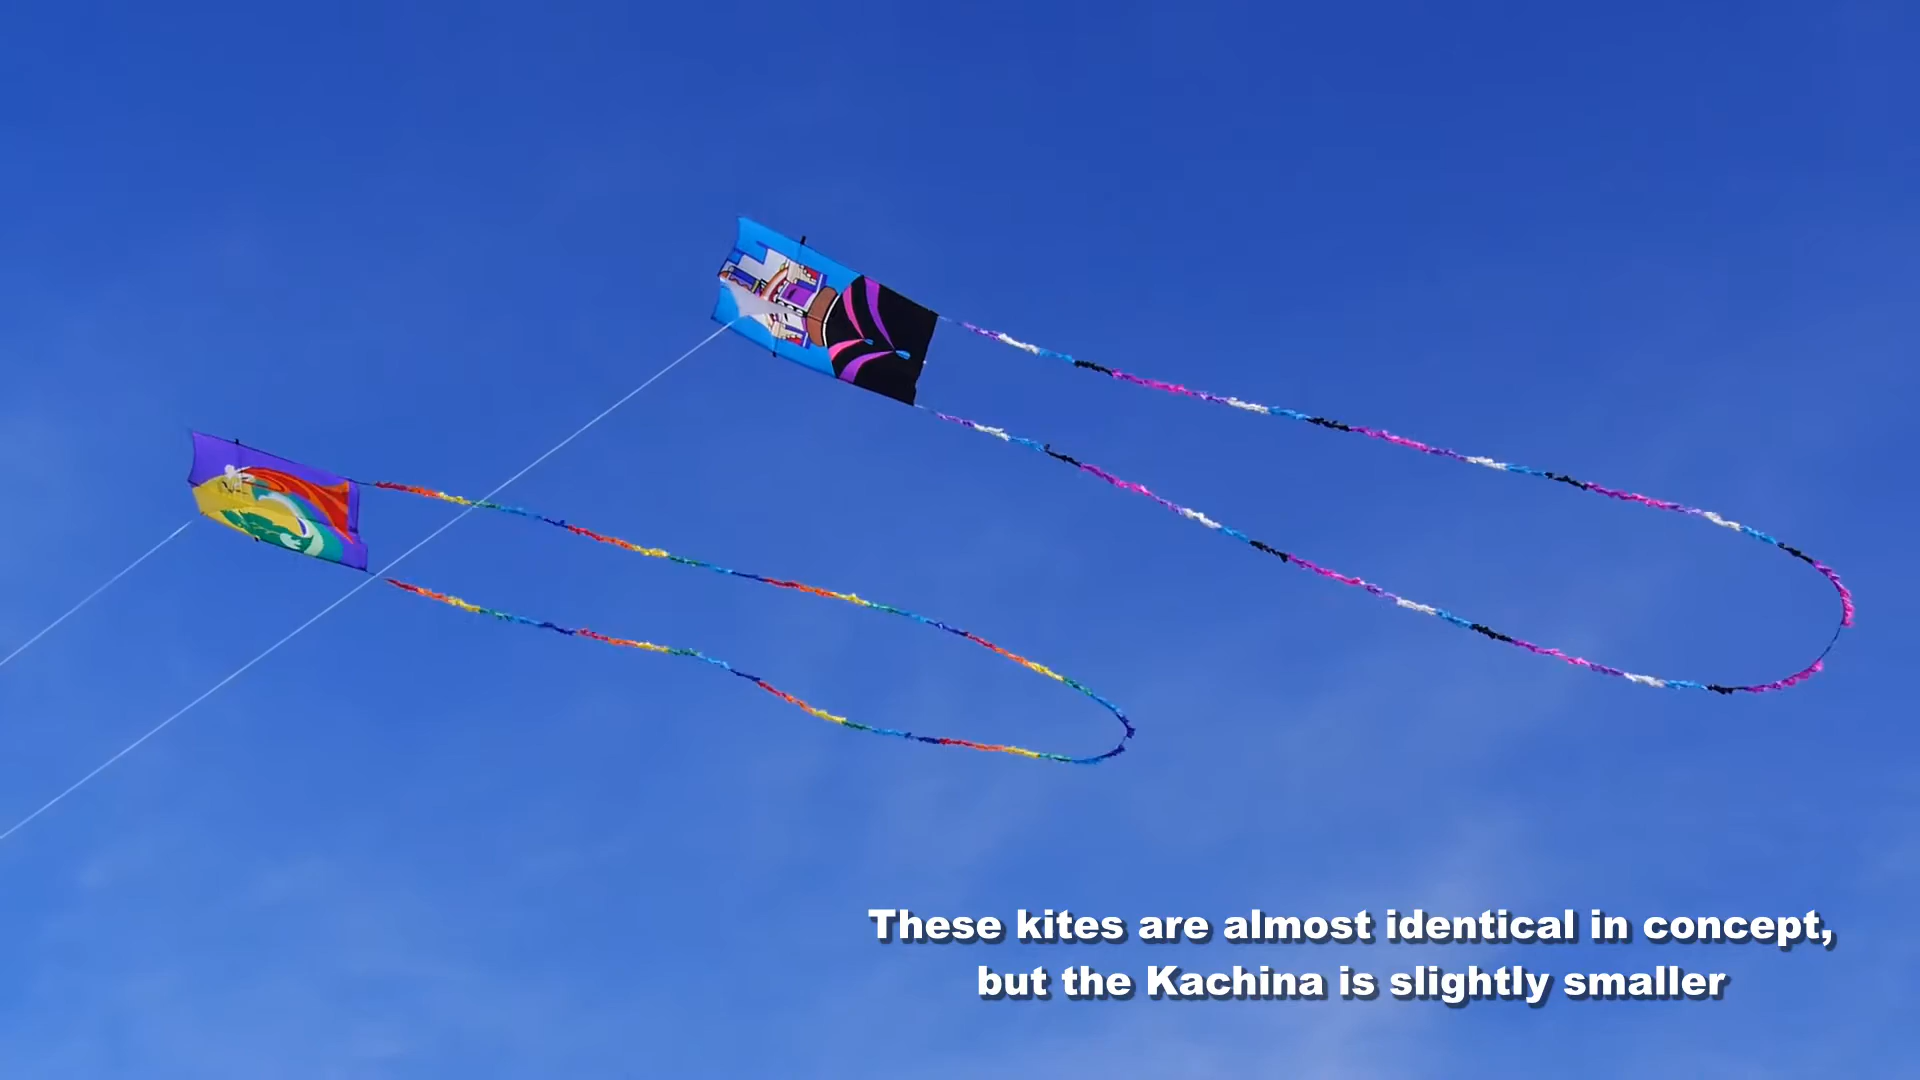 These kites are almost identical in concept,
but the Kachina is slightly smaller